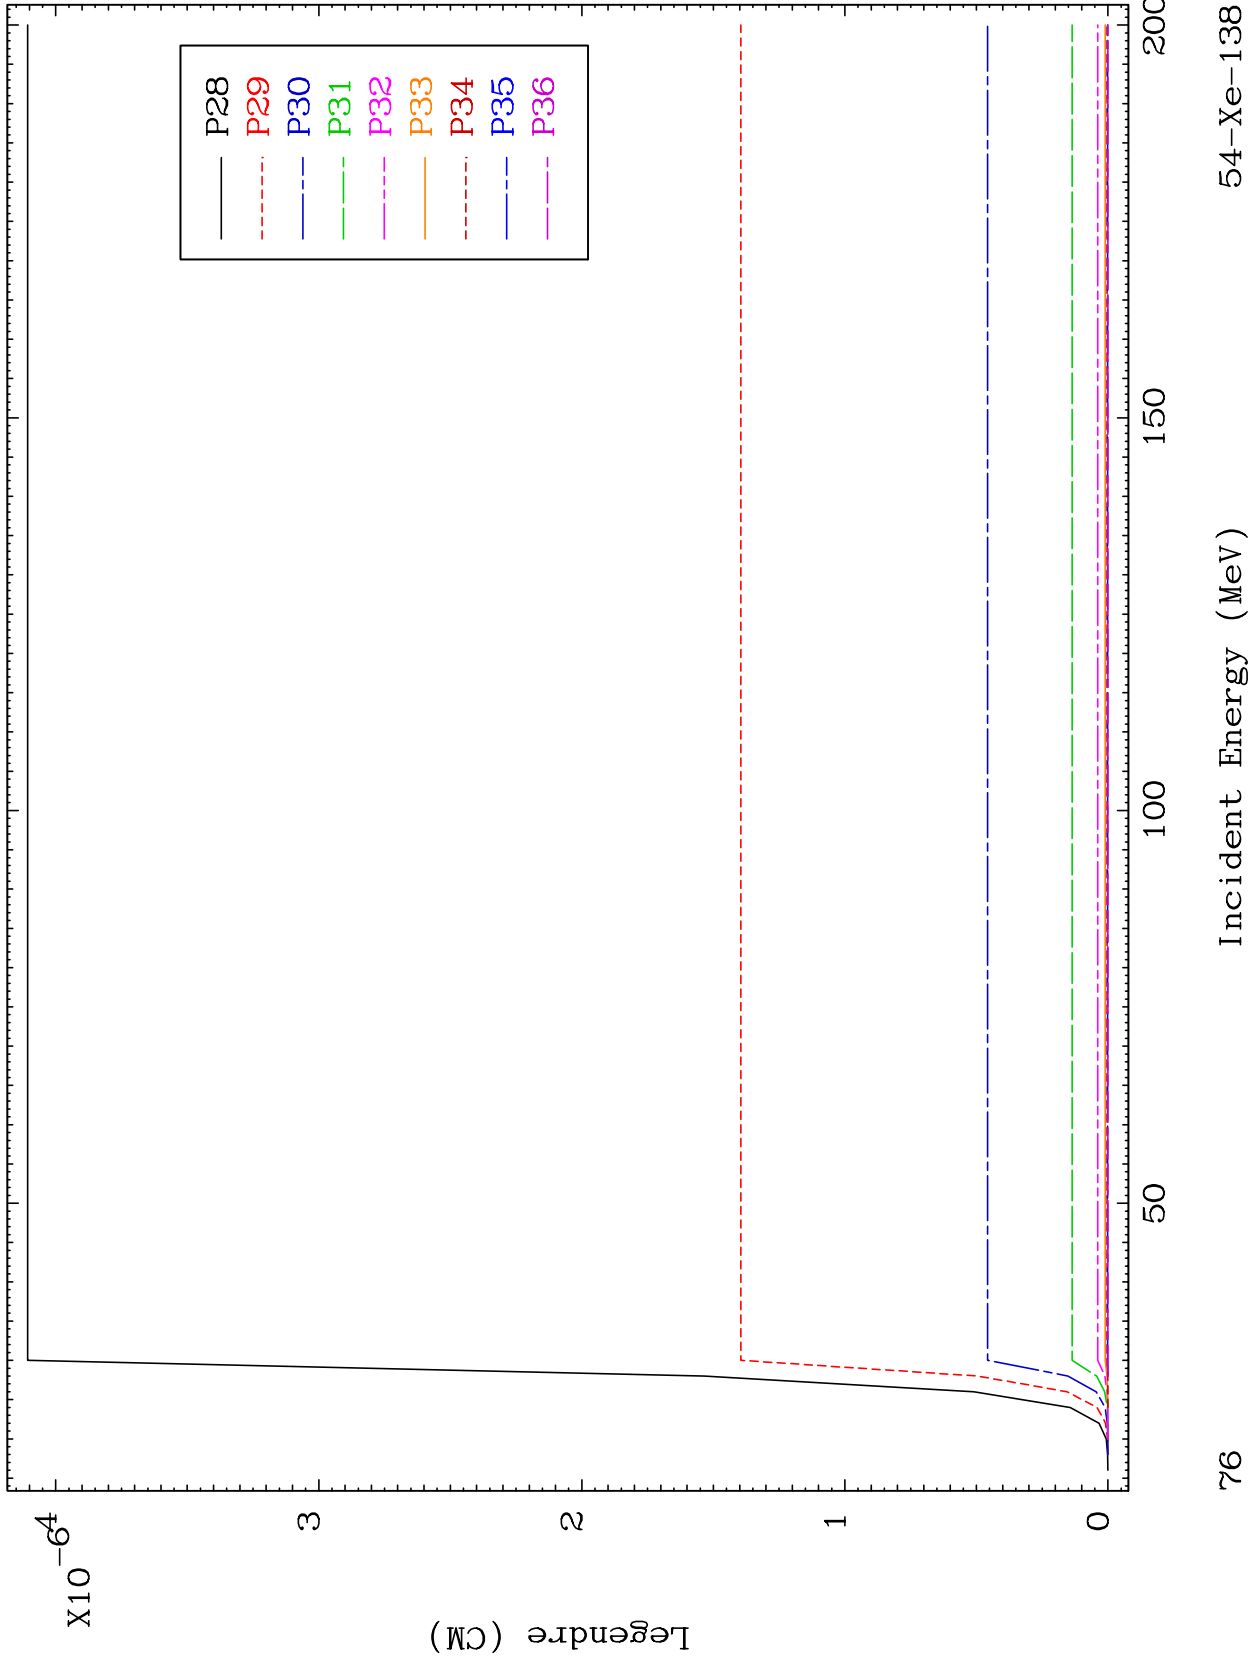 X10-6
4
3
2
1
0
Legendre (CM)
P28
P29
P30
P31
P32
P33
P34
P35
P36
50
100
150
200
76
Incident Energy (MeV)
54-Xe-138